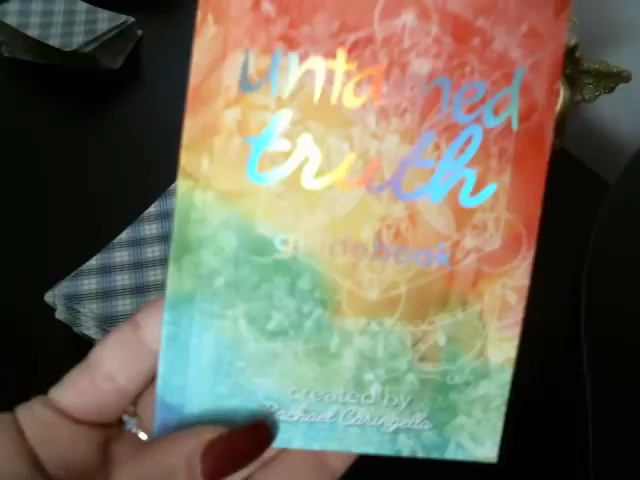 untamed
truth
guidebook
created by
Rachael Caringella